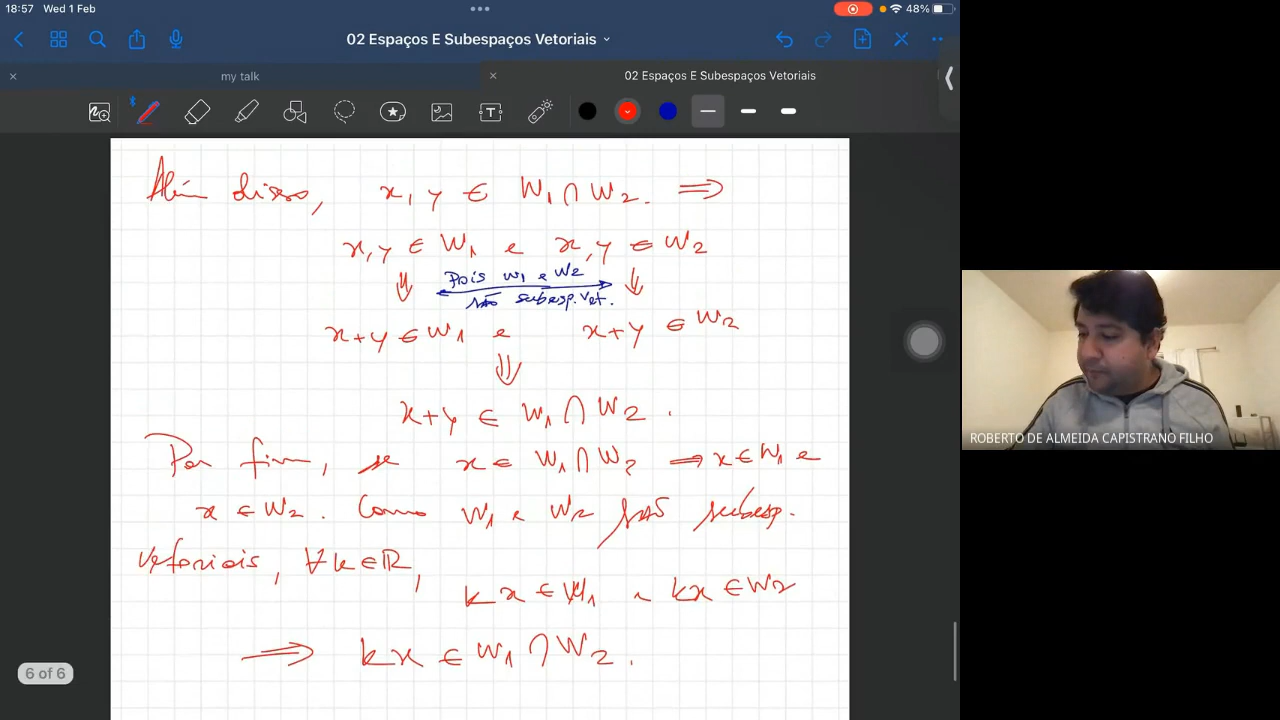 18:57 Wed 1 Feb
48%
02 Espaços E Subespaços Vetoriais
my talk
02 Espaços E Subespaços Vetoriais
Além disso, x, y ∈ W1 ∩ W2. ⟹
x, y ∈ W1 e x, y ∈ W2
⇓ Pois W1 e W2 ⇓
são subesp. vet.
x+y ∈ W1 e x+y ∈ W2
⇓
x+y ∈ W1 ∩ W2.
Por fim, se x ∈ W1 ∩ W2 ⟹ x ∈ W1 e
x ∈ W2. Como W1 e W2 são subesp.
vetoriais, ∀k∈ℝ,
kx ∈ W1 e kx ∈ W2
⟹ kx ∈ W1 ∩ W2.
6 of 6
ROBERTO DE ALMEIDA CAPISTRANO FILHO